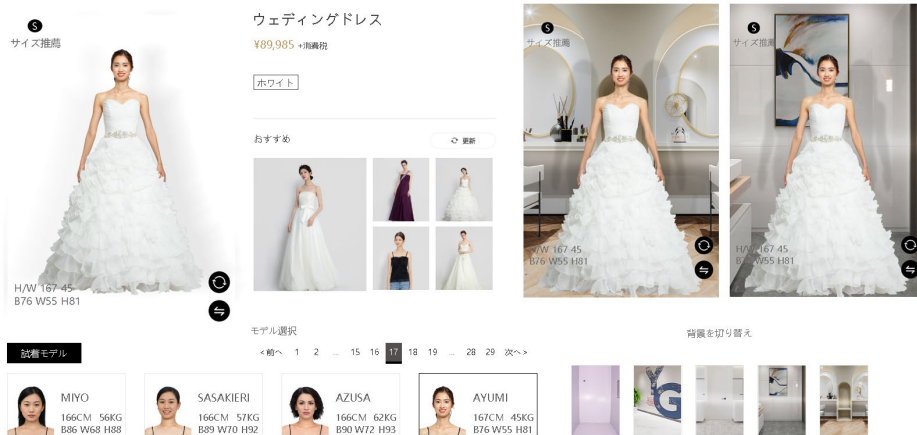 S
サイズ推薦
H/W 167 45
B76 W55 H81
ウェディングドレス
¥89,985 +消費税
ホワイト
おすすめ
更新
S
サイズ推薦
H/W 167 45
B76 W55 H81
S
サイズ推薦
H/W 167 45
B76 W55 H81
モデル選択
<前へ 1 2 ... 15 16 17 18 19 ... 28 29 次へ>
試着モデル
MIYO
166CM 56KG
B86 W68 H88
SASAKIERI
166CM 57KG
B89 W70 H92
AZUSA
166CM 62KG
B90 W72 H93
AYUMI
167CM 45KG
B76 W55 H81
背景を切り替え
YG